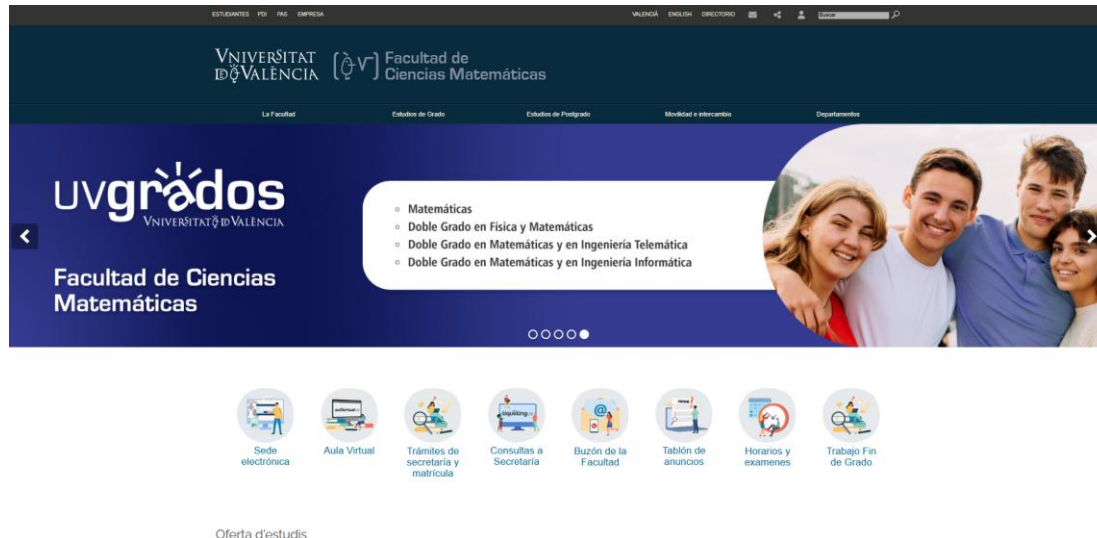 ESTUDIANTES PDI PAS EMPRESA VALENCIÀ ENGLISH DIRECTORIO Buscar
VNIVERSITAT
D VALÈNCIA
Facultad de
Ciencias Matemáticas
La Facultad Estudios de Grado Estudios de Postgrado Movilidad e intercambio Departamentos
uvgrados
VNIVERSITAT D VALÈNCIA
Facultad de Ciencias
Matemáticas
Matemáticas
Doble Grado en Física y Matemáticas
Doble Grado en Matemáticas y en Ingeniería Telemática
Doble Grado en Matemáticas y en Ingeniería Informática
Sede
electrónica
Aula Virtual
Trámites de
secretaría y
matrícula
Consultas a
Secretaría
Buzón de la
Facultad
Tablón de
anuncios
Horarios y
examenes
Trabajo Fin
de Grado
Oferta d'estudis